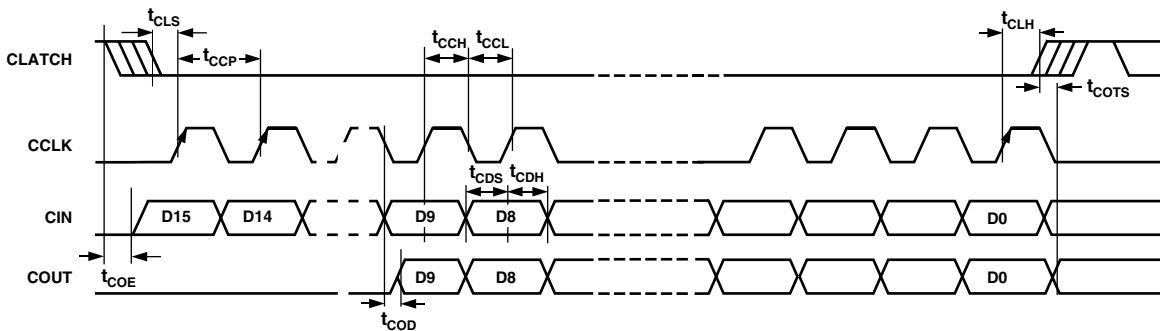 tCLS
tCLH
tCCH tCCL
tCCP
CLATCH
tCOTS
CCLK
tCDS tCDH
CIN D15 D14 D9 D8 D0
tCOE
COUT D9 D8 D0
tCOD